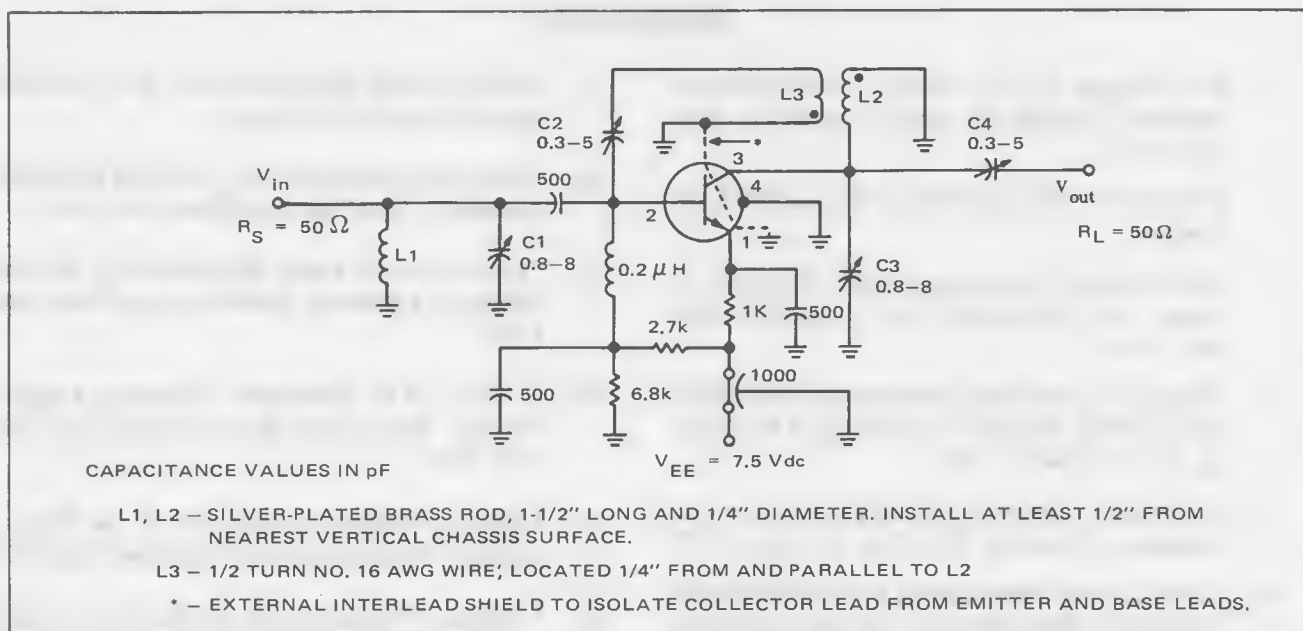 L3
L2
C2
0.3–5
*
C4
0.3–5
3
4
V in
500
2
V out
R S = 50 Ω
L1
C1
0.8–8
0.2 μH
1
R L = 50 Ω
C3
0.8–8
1K
500
2.7k
500
6.8k
1000
V EE = 7.5 Vdc
CAPACITANCE VALUES IN pF
L1, L2 – SILVER-PLATED BRASS ROD, 1-1/2" LONG AND 1/4" DIAMETER. INSTALL AT LEAST 1/2" FROM
NEAREST VERTICAL CHASSIS SURFACE.
L3 – 1/2 TURN NO. 16 AWG WIRE; LOCATED 1/4" FROM AND PARALLEL TO L2
* – EXTERNAL INTERLEAD SHIELD TO ISOLATE COLLECTOR LEAD FROM EMITTER AND BASE LEADS.